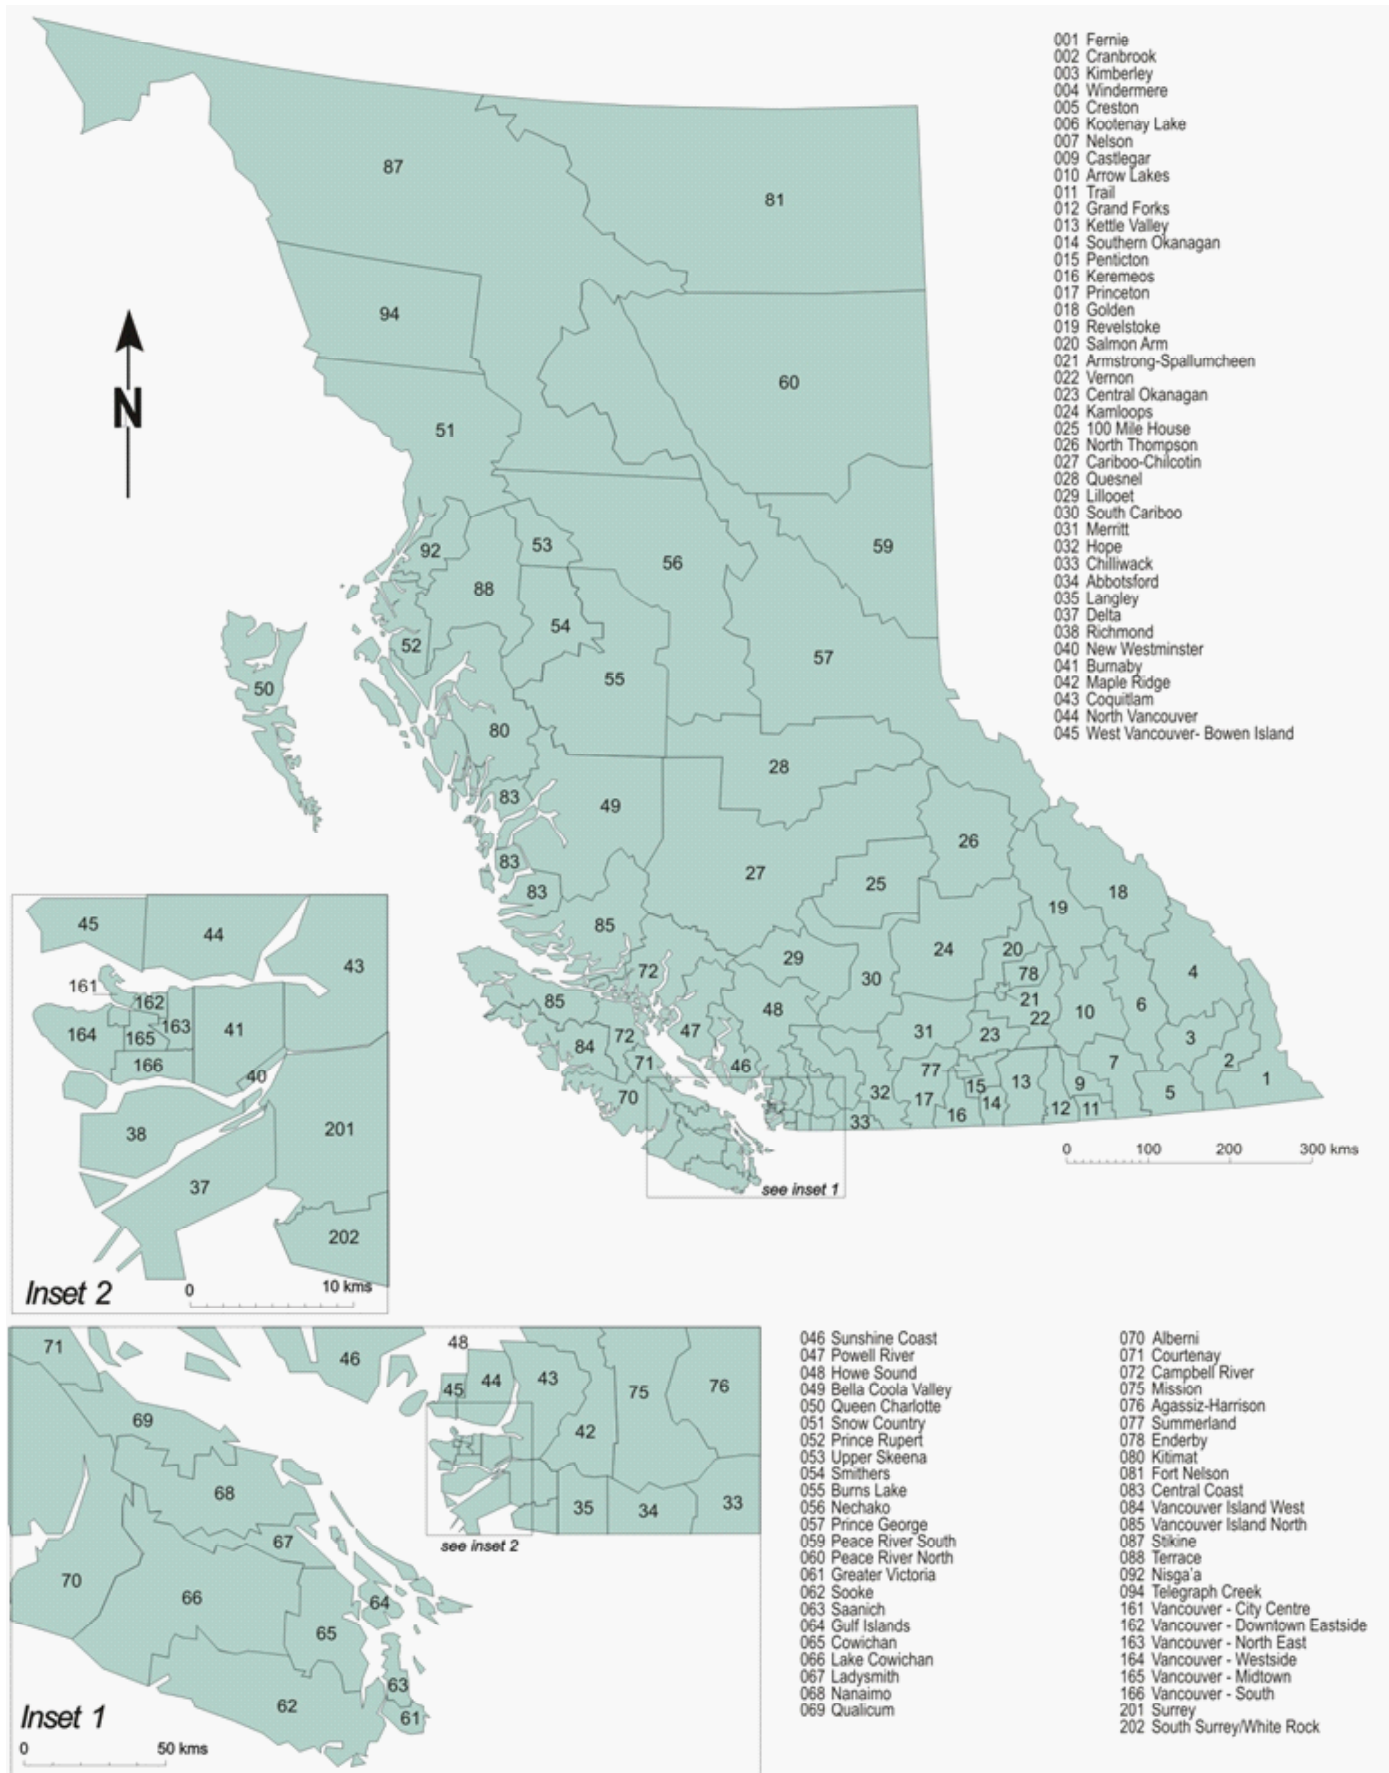 001 Fernie
002 Cranbrook
003 Kimberley
004 Windermere
005 Creston
006 Kootenay Lake
007 Nelson
009 Castlegar
010 Arrow Lakes
011 Trail
012 Grand Forks
013 Kettle Valley
014 Southern Okanagan
015 Penticton
016 Keremeos
017 Princeton
018 Golden
019 Revelstoke
020 Salmon Arm
021 Armstrong-Spallumcheen
022 Vernon
023 Central Okanagan
024 Kamloops
025 100 Mile House
026 North Thompson
027 Cariboo-Chilcotin
028 Quesnel
029 Lillooet
030 South Cariboo
031 Merritt
032 Hope
033 Chilliwack
034 Abbotsford
035 Langley
037 Delta
038 Richmond
040 New Westminster
041 Burnaby
042 Maple Ridge
043 Coquitlam
044 North Vancouver
045 West Vancouver- Bowen Island
87
81
94
N
60
51
92
53
59
56
88
54
52
57
55
50
80
28
83
49
26
83
27
25
83
18
19
85
29
24
20
72
78
4
30
85
21
48
10
6
22
31
23
47
72
3
84
71
46
7
2
77
15
13
9
1
70
32
17
14
5
16
12
11
33
0 100 200 300 kms
see inset 1
45
44
43
161
162
163
41
164
165
166
40
38
201
37
202
Inset 2
0 10 kms
71
48
46
45
44
43
75
76
69
42
68
35
34
33
67
see inset 2
70
66
64
65
63
62
61
Inset 1
0 50 kms
046 Sunshine Coast
047 Powell River
048 Howe Sound
049 Bella Coola Valley
050 Queen Charlotte
051 Snow Country
052 Prince Rupert
053 Upper Skeena
054 Smithers
055 Burns Lake
056 Nechako
057 Prince George
059 Peace River South
060 Peace River North
061 Greater Victoria
062 Sooke
063 Saanich
064 Gulf Islands
065 Cowichan
066 Lake Cowichan
067 Ladysmith
068 Nanaimo
069 Qualicum
070 Alberni
071 Courtenay
072 Campbell River
075 Mission
076 Agassiz-Harrison
077 Summerland
078 Enderby
080 Kitimat
081 Fort Nelson
083 Central Coast
084 Vancouver Island West
085 Vancouver Island North
087 Stikine
088 Terrace
092 Nisga'a
094 Telegraph Creek
161 Vancouver - City Centre
162 Vancouver - Downtown Eastside
163 Vancouver - North East
164 Vancouver - Westside
165 Vancouver - Midtown
166 Vancouver - South
201 Surrey
202 South Surrey/White Rock